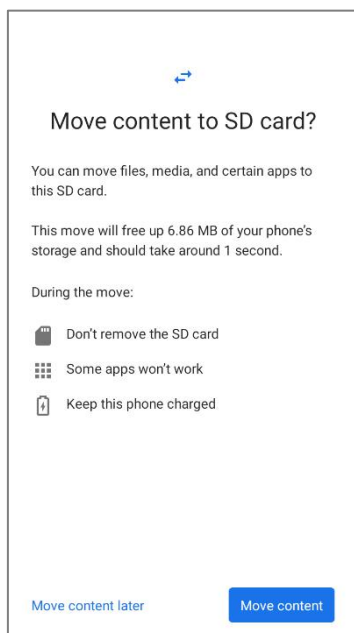 Move content to SD card?
You can move files, media, and certain apps to
this SD card.
This move will free up 6.86 MB of your phone's
storage and should take around 1 second.
During the move:
Don't remove the SD card
Some apps won't work
Keep this phone charged
Move content later
Move content